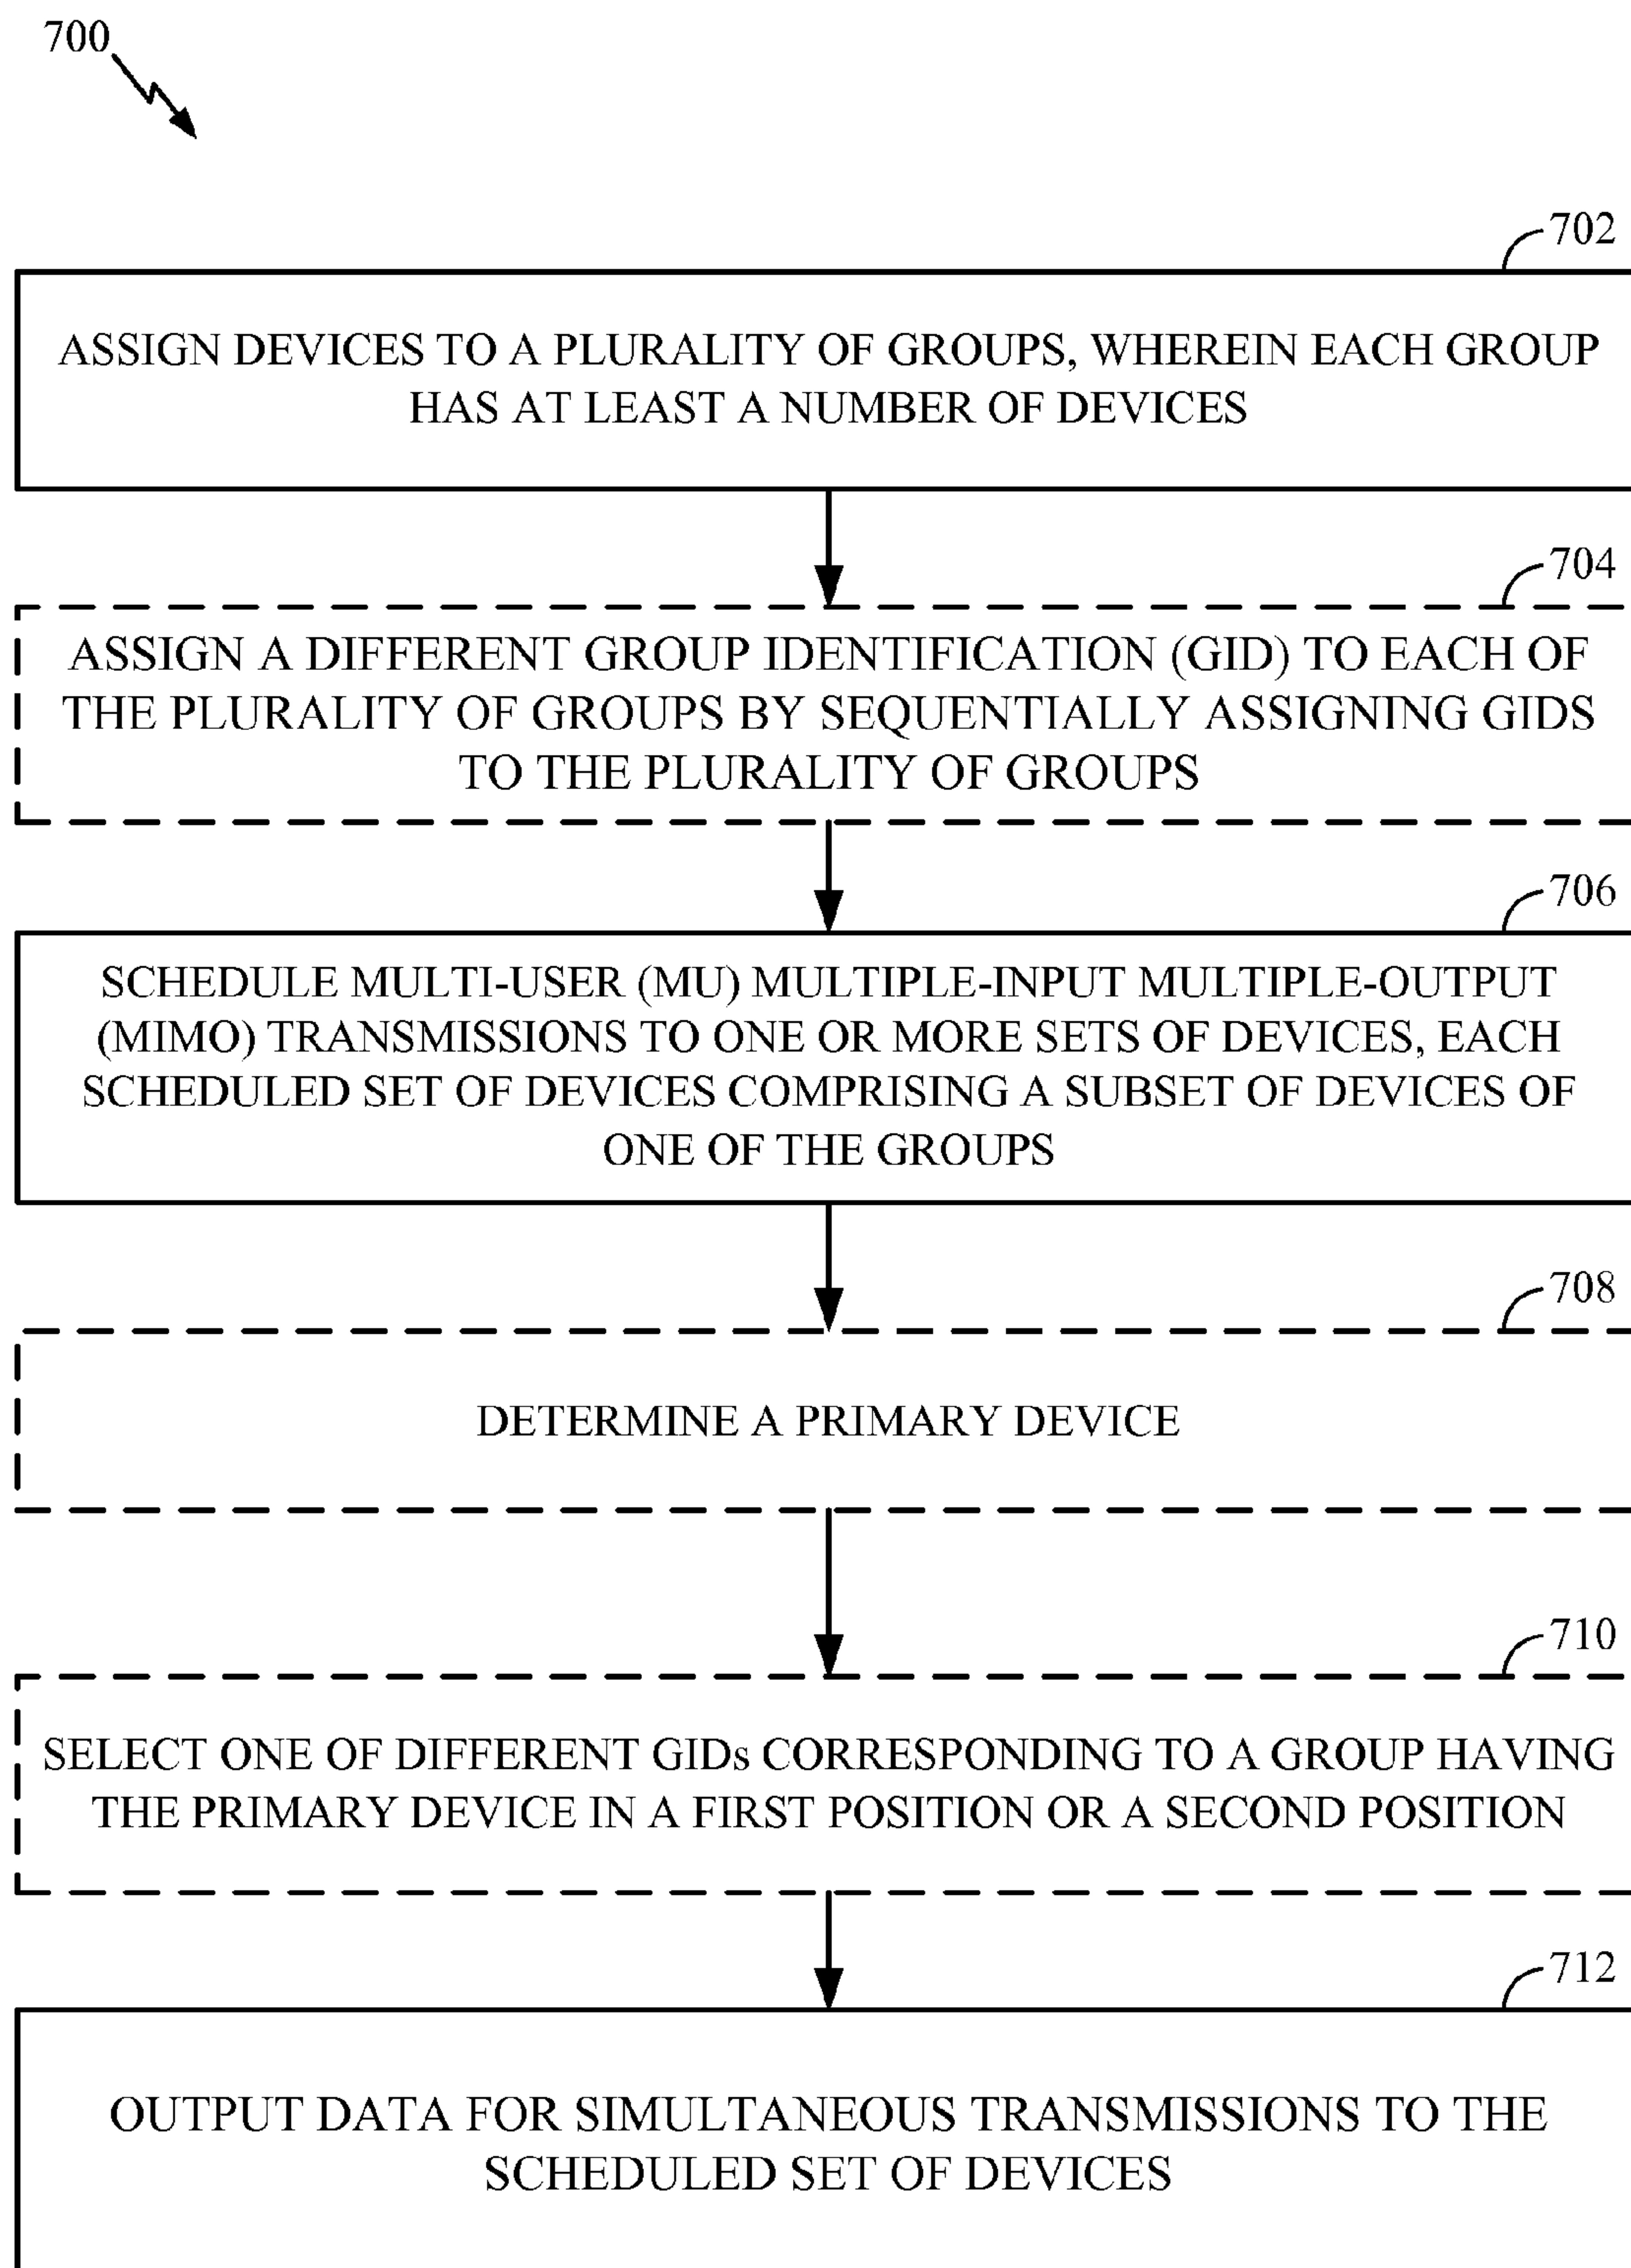 700
702
ASSIGN DEVICES TO A PLURALITY OF GROUPS, WHEREIN EACH GROUP
HAS AT LEAST A NUMBER OF DEVICES
704
ASSIGN A DIFFERENT GROUP IDENTIFICATION (GID) TO EACH OF
THE PLURALITY OF GROUPS BY SEQUENTIALLY ASSIGNING GIDS
TO THE PLURALITY OF GROUPS
706
SCHEDULE MULTI-USER (MU) MULTIPLE-INPUT MULTIPLE-OUTPUT
(MIMO) TRANSMISSIONS TO ONE OR MORE SETS OF DEVICES, EACH
SCHEDULED SET OF DEVICES COMPRISING A SUBSET OF DEVICES OF
ONE OF THE GROUPS
708
DETERMINE A PRIMARY DEVICE
710
SELECT ONE OF DIFFERENT GIDs CORRESPONDING TO A GROUP HAVING
THE PRIMARY DEVICE IN A FIRST POSITION OR A SECOND POSITION
712
OUTPUT DATA FOR SIMULTANEOUS TRANSMISSIONS TO THE
SCHEDULED SET OF DEVICES